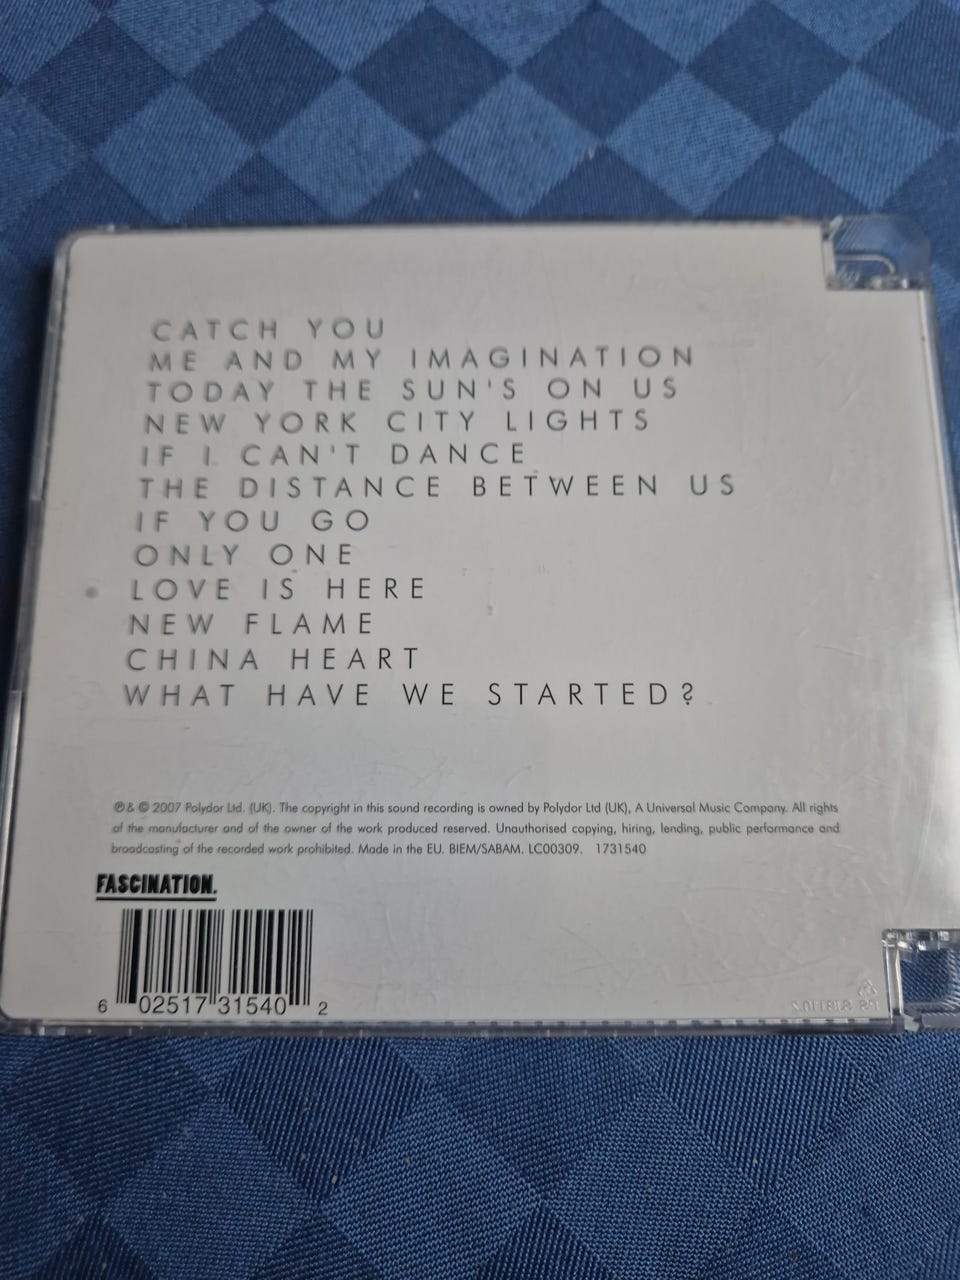 CATCH YOU
ME AND MY IMAGINATION
TODAY THE SUN'S ON US
NEW YORK CITY LIGHTS
IF I CAN'T DANCE
THE DISTANCE BETWEEN US
IF YOU GO
ONLY ONE
LOVE IS HERE
NEW FLAME
CHINA HEART
WHAT HAVE WE STARTED?
℗ & © 2007 Polydor Ltd. (UK). The copyright in this sound recording is owned by Polydor Ltd (UK), A Universal Music Company. All rights
of the manufacturer and of the owner of the work produced reserved. Unauthorised copying, hiring, lending, public performance and
broadcasting of the recorded work prohibited. Made in the EU. BIEM/SABAM. LC00309. 1731540
FASCINATION.
6 02517 31540 2